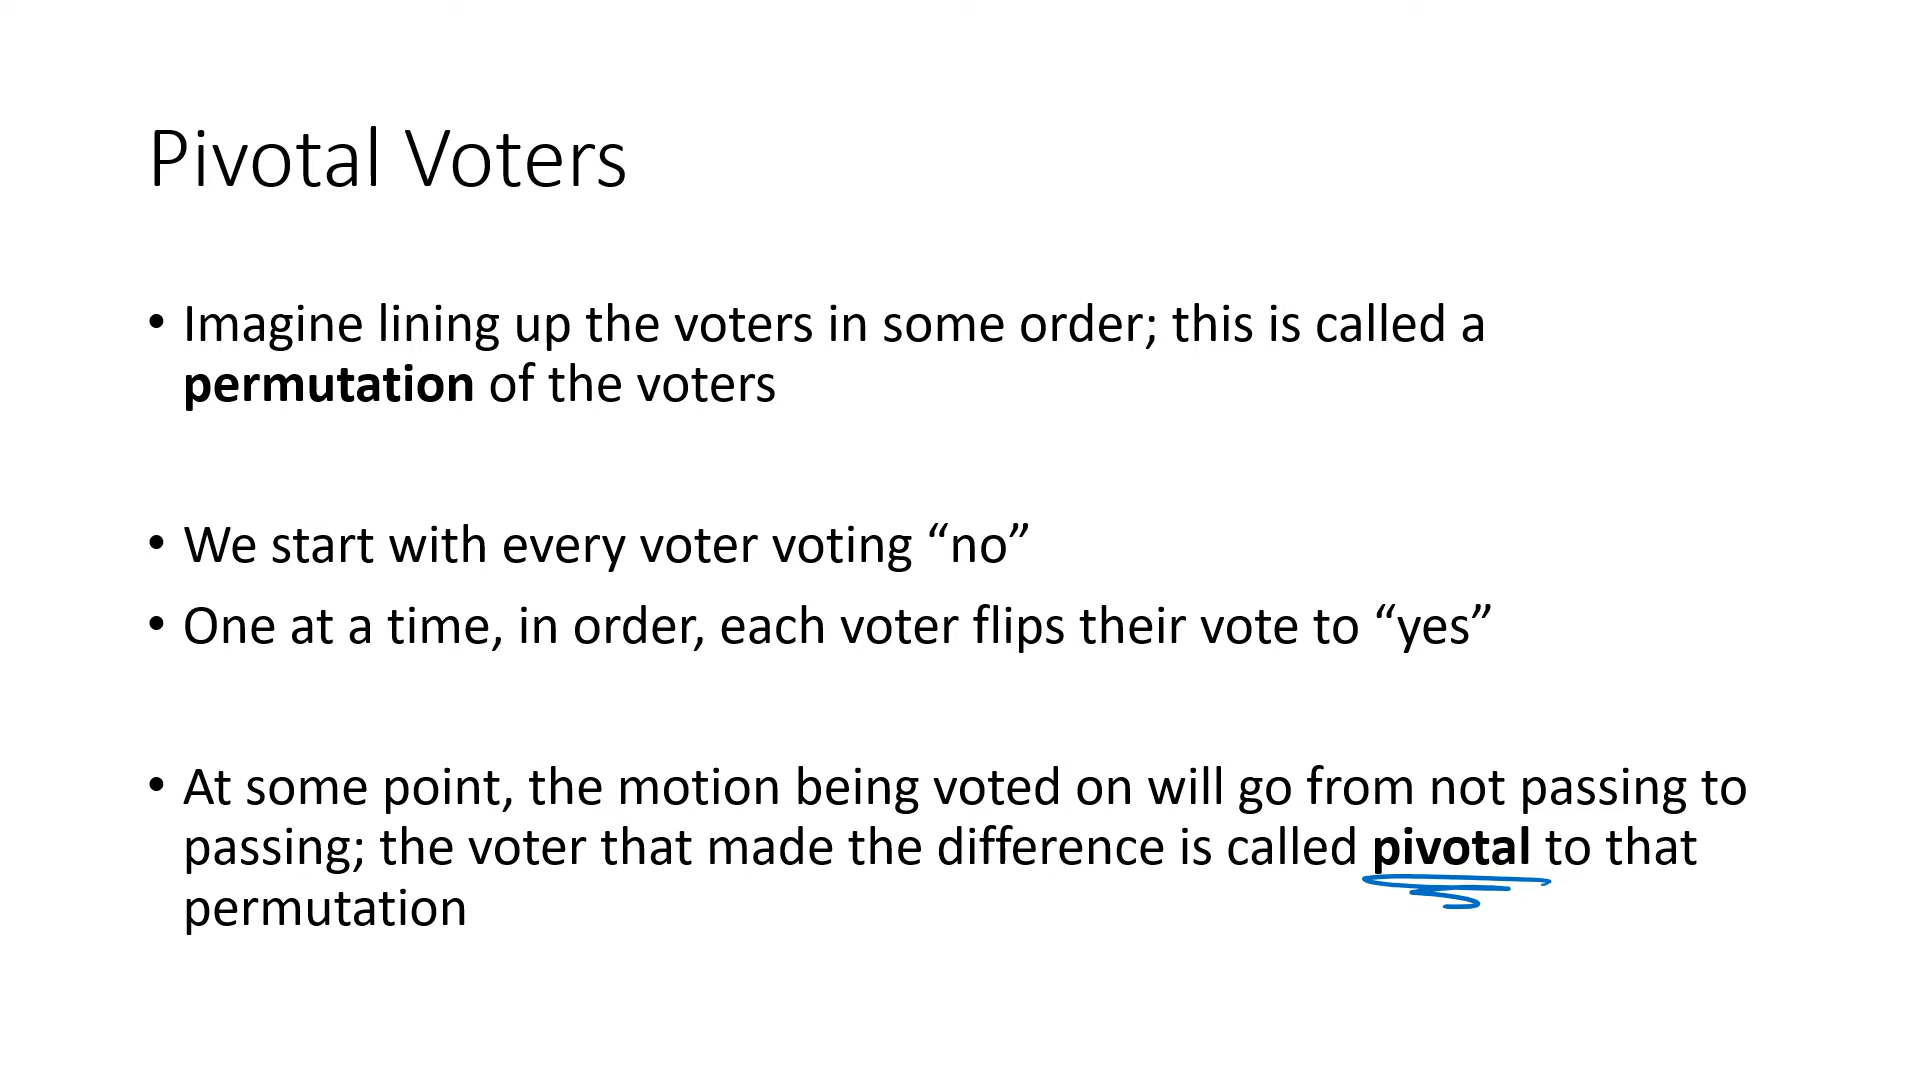 Pivotal Voters
• Imagine lining up the voters in some order; this is called a
permutation of the voters
• We start with every voter voting “no”
• One at a time, in order, each voter flips their vote to “yes”
• At some point, the motion being voted on will go from not passing to
passing; the voter that made the difference is called pivotal to that
permutation